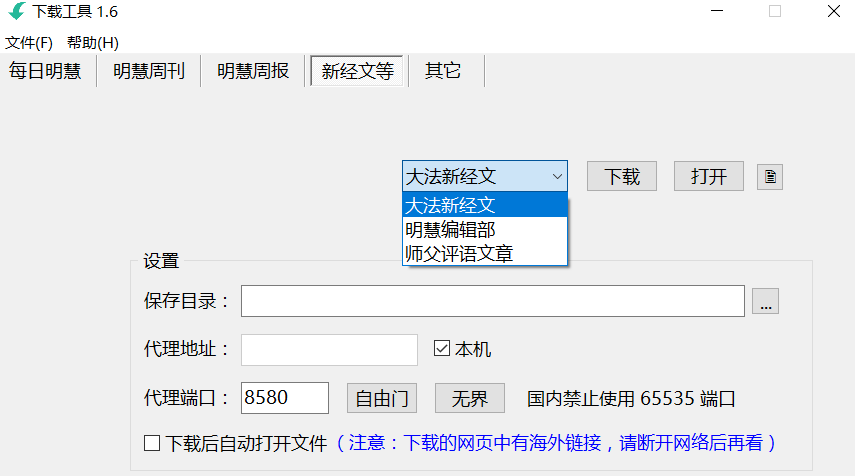 下载工具 1.6
文件(F) 帮助(H)
每日明慧 明慧周刊 明慧周报 新经文等 其它
大法新经文 下载 打开
大法新经文
明慧编辑部
师父评语文章
设置
保存目录： ...
代理地址： 本机
代理端口： 8580 自由门 无界 国内禁止使用 65535 端口
下载后自动打开文件（注意：下载的网页中有海外链接，请断开网络后再看）